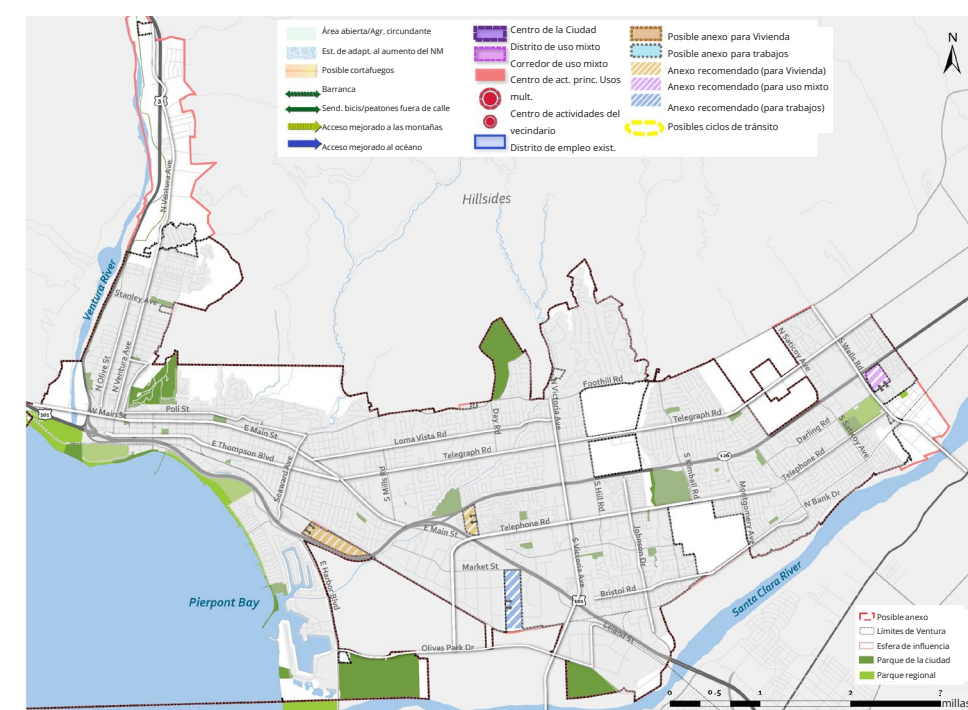 Área abierta/Agr. circundante
Est. de adapt. al aumento del NM
Posible cortafuegos
Barranca
Send. bicis/peatones fuera de calle
Acceso mejorado a las montañas
Acceso mejorado al océano
Centro de la Ciudad
Distrito de uso mixto
Corredor de uso mixto
Centro de act. princ. Usos
mult.
Centro de actividades del
vecindario
Distrito de empleo exist.
Posible anexo para Vivienda
Posible anexo para trabajos
Anexo recomendado (para Vivienda)
Anexo recomendado (para uso mixto
Anexo recomendado (para trabajos)
Posibles ciclos de tránsito
N
Hillsides
N Ventura Ave
Ventura River
Stanley Ave
N Olive St
N Ventura Ave
101
W Main St
Poli St
E Main St
E Thompson Blvd
Seaward Ave
Loma Vista Rd
Telegraph Rd
S Mills Rd
Day Rd
N Victoria Ave
Foothill Rd
Telegraph Rd
N Saticoy Ave
S Wells Rd
S Saticoy Ave
Darling Rd
Telephone Rd
126
S Kimball Rd
Montgomery Ave
N Bank Dr
S Hill Rd
Johnson Dr
E Main St
Telephone Rd
Market St
S Victoria Ave
Bristol Rd
101
Leland St
E Harbor Blvd
Olivas Park Dr
Pierpont Bay
Santa Clara River
Posible anexo
Límites de Ventura
Esfera de influencia
Parque de la ciudad
Parque regional
0 0.5 1 2
millas